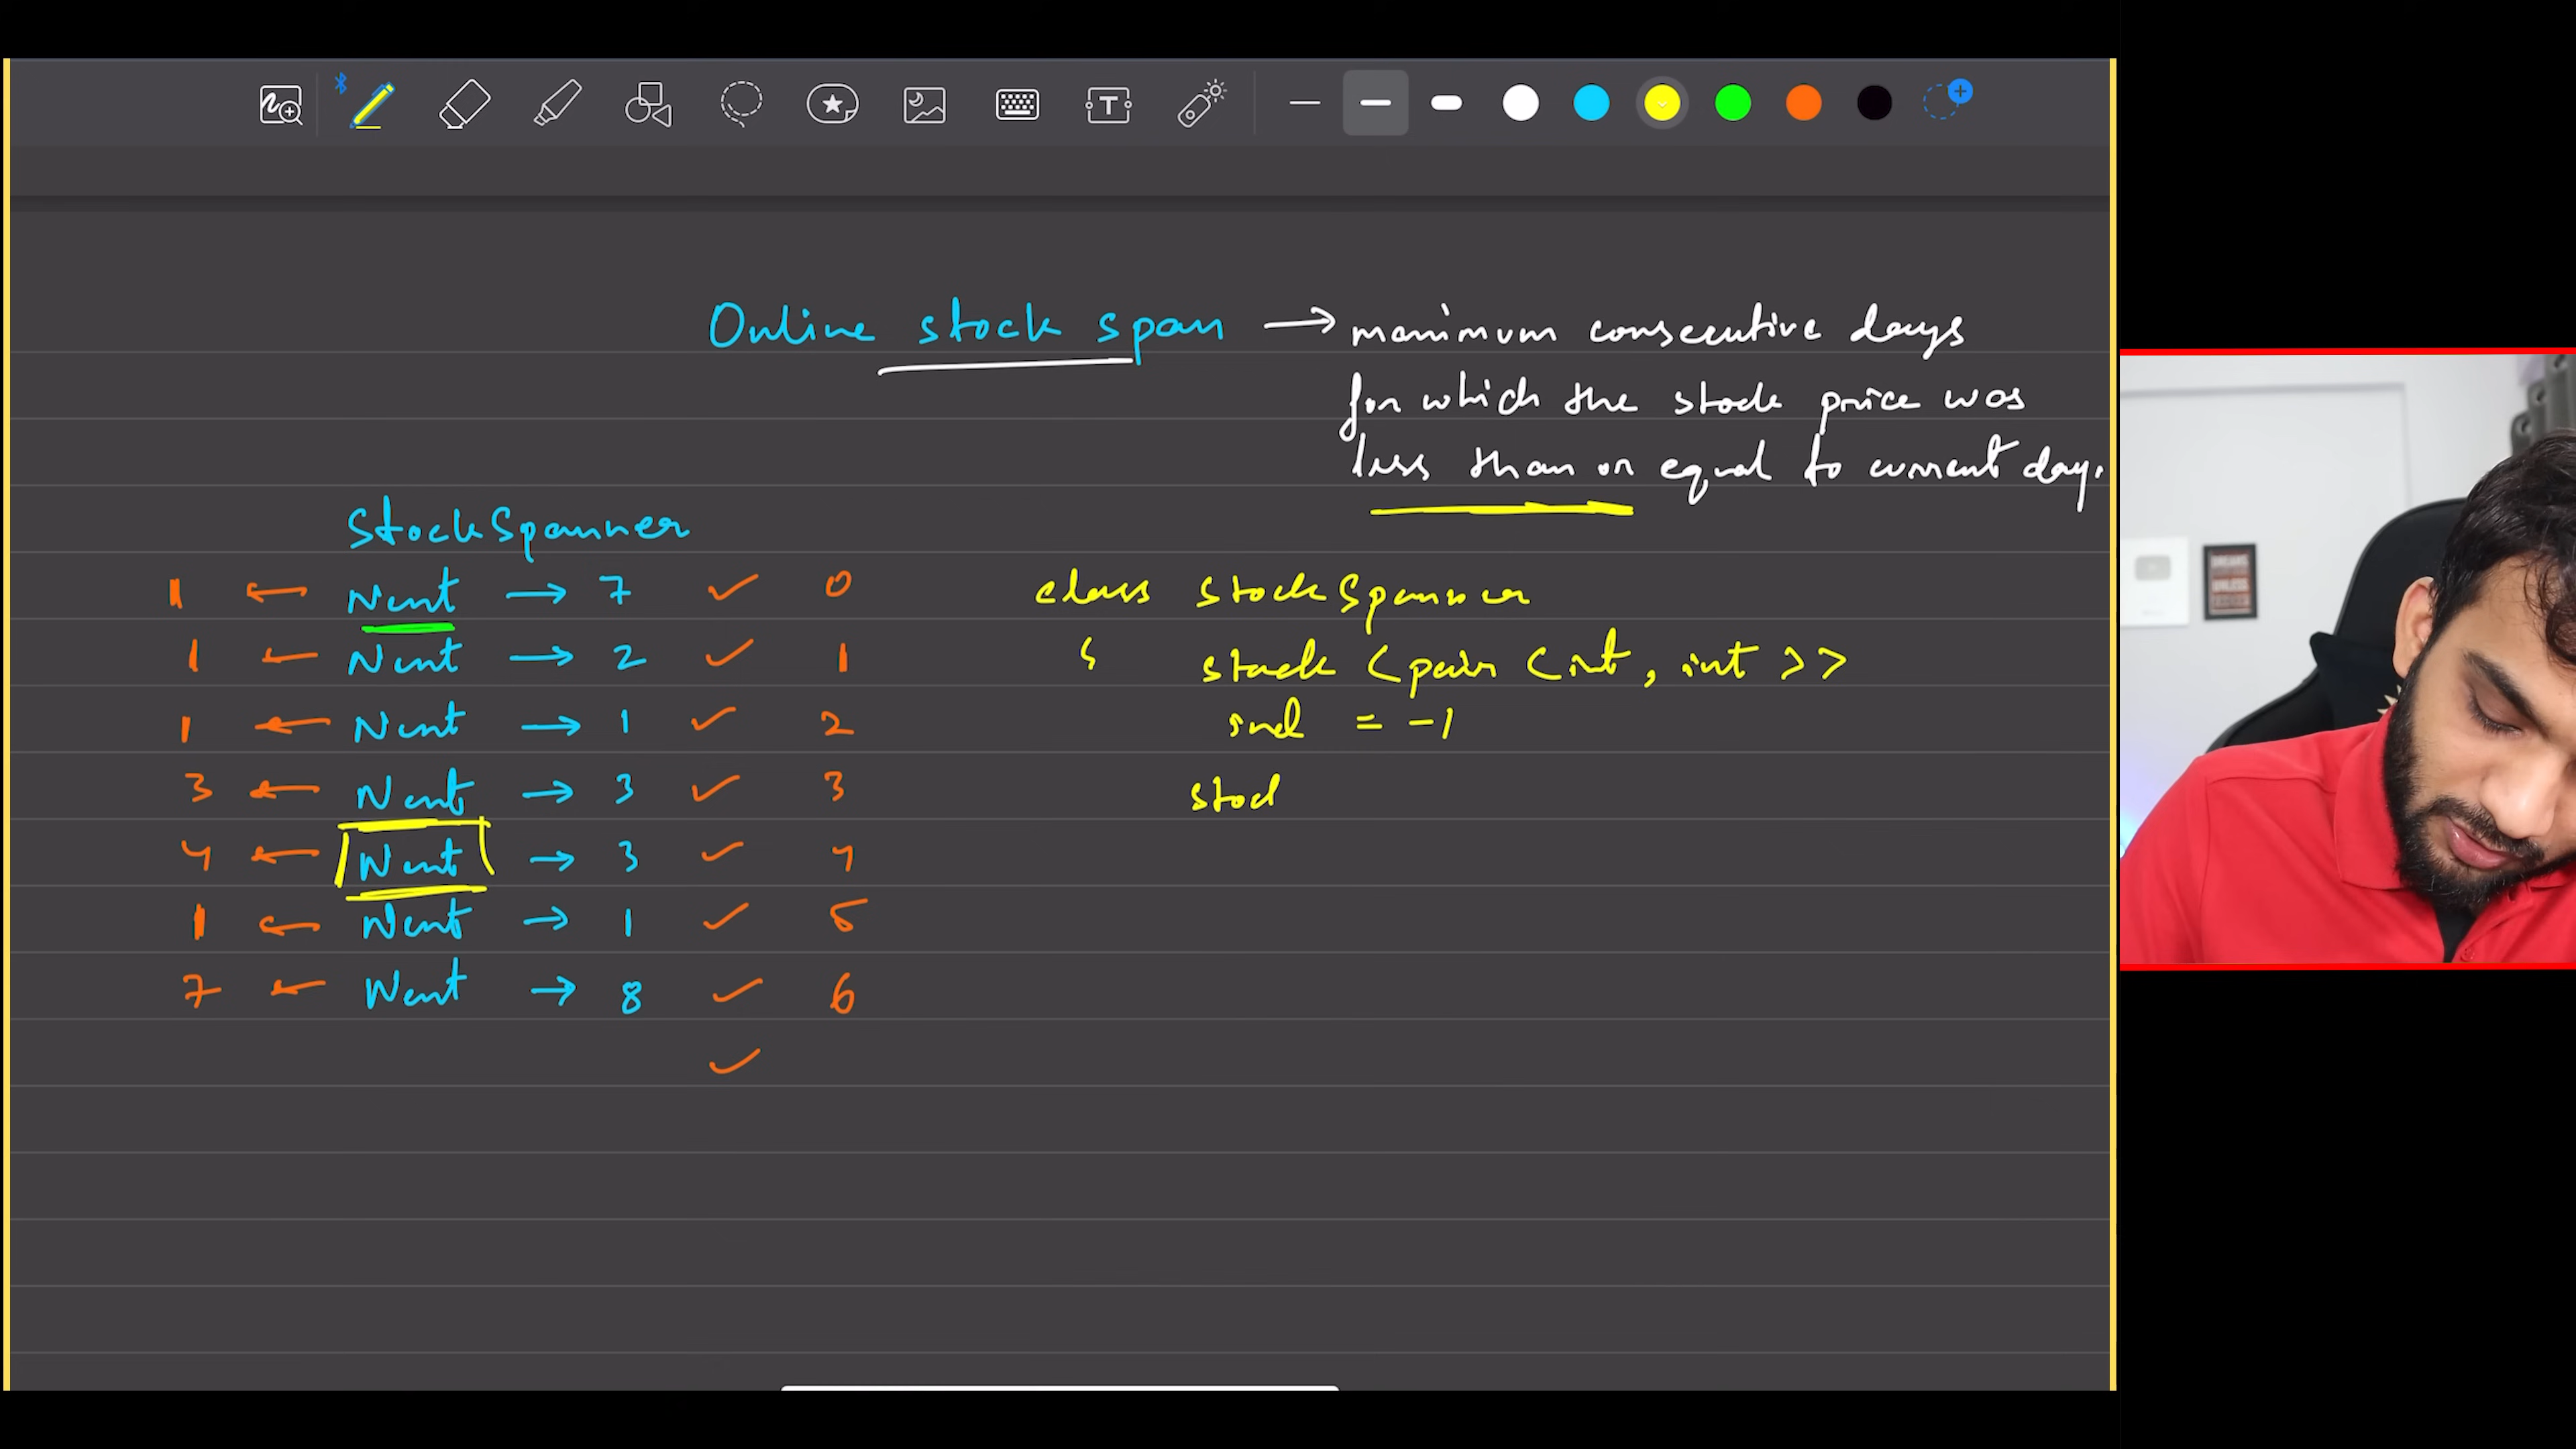 Online stock span → maximum consecutive days
for which the stock price was
less than or equal to current day.
StockSpanner
1 ← Next → 7 ✓ 0
1 ← Next → 2 ✓ 1
1 ← Next → 1 ✓ 2
3 ← Next → 3 ✓ 3
4 ← Next → 3 ✓ 4
1 ← Next → 1 ✓ 5
7 ← Next → 8 ✓ 6
✓
class StockSpanner
{ stack <pair <int, int >>
ind = -1
stoc